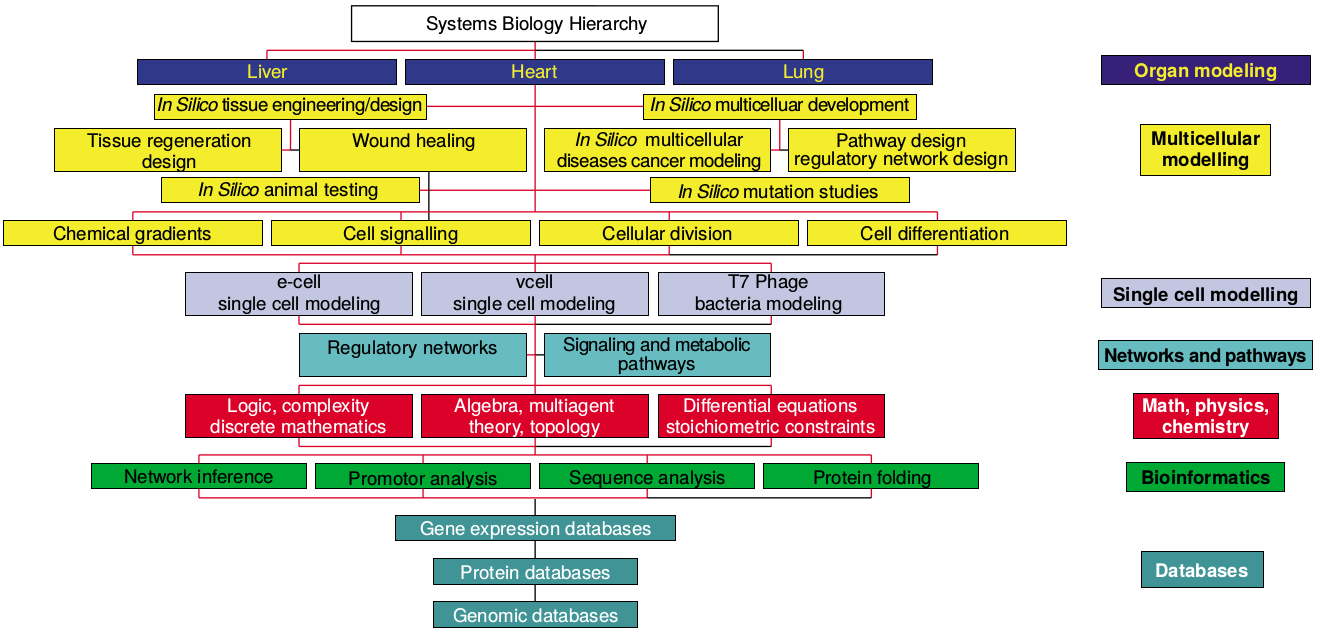 Systems Biology Hierarchy
Liver
Heart
Lung
Organ modeling
In Silico tissue engineering/design
In Silico multicelluar development
Tissue regeneration
design
Wound healing
In Silico multicellular
diseases cancer modeling
Pathway design
regulatory network design
Multicellular
modelling
In Silico animal testing
In Silico mutation studies
Chemical gradients
Cell signalling
Cellular division
Cell differentiation
e-cell
single cell modeling
vcell
single cell modeling
T7 Phage
bacteria modeling
Single cell modelling
Regulatory networks
Signaling and metabolic
pathways
Networks and pathways
Logic, complexity
discrete mathematics
Algebra, multiagent
theory, topology
Differential equations
stoichiometric constraints
Math, physics,
chemistry
Network inference
Promotor analysis
Sequence analysis
Protein folding
Bioinformatics
Gene expression databases
Protein databases
Genomic databases
Databases